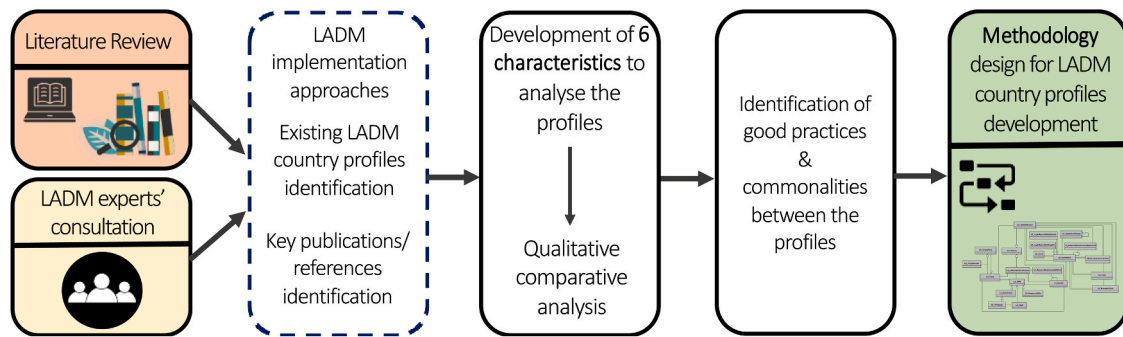 Literature Review
LADM experts'
consultation
LADM
implementation
approaches
Existing LADM
country profiles
identification
Key publications/
references
identification
Development of 6
characteristics to
analyse the
profiles
Qualitative
comparative
analysis
Identification of
good practices
&
commonalities
between the
profiles
Methodology
design for LADM
country profiles
development